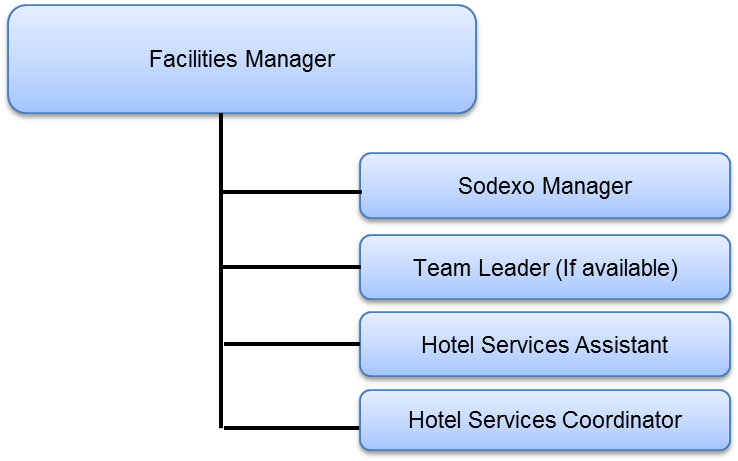 Facilities Manager
Sodexo Manager
Team Leader (If available)
Hotel Services Assistant
Hotel Services Coordinator